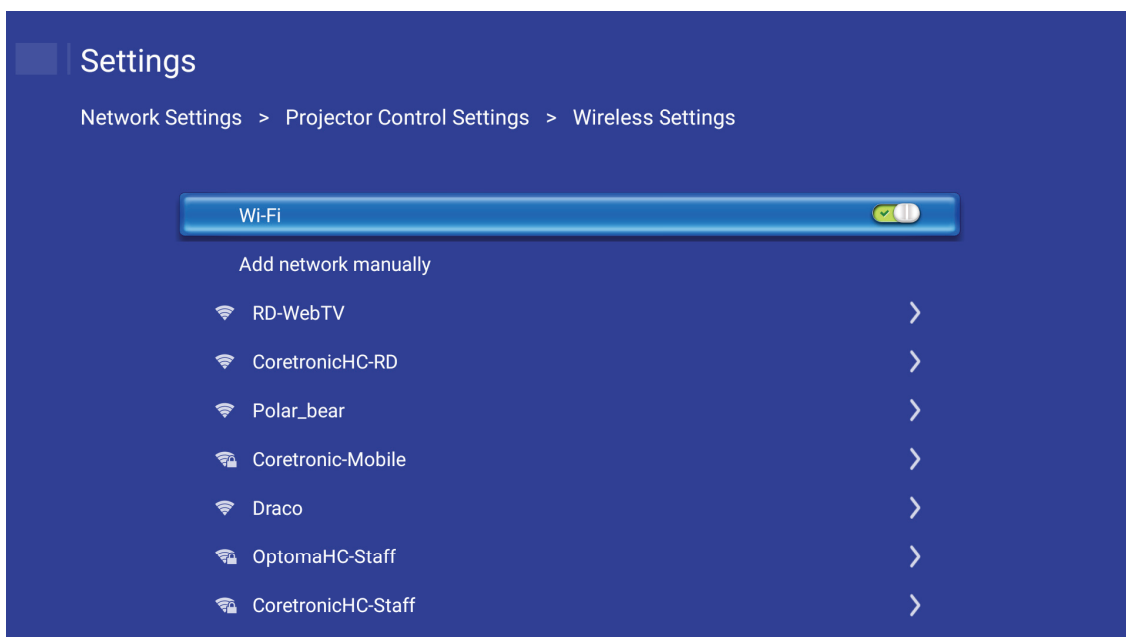 Settings
Network Settings > Projector Control Settings > Wireless Settings
Wi-Fi
Add network manually
RD-WebTV
CoretronicHC-RD
Polar_bear
Coretronic-Mobile
Draco
OptomaHC-Staff
CoretronicHC-Staff